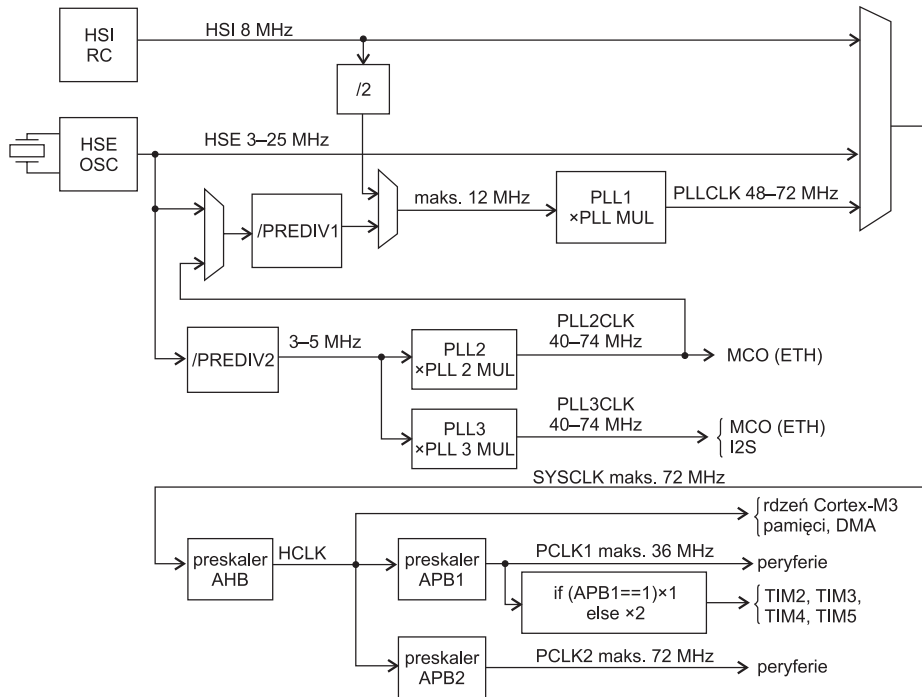 HSI
RC
HSI 8 MHz
/2
HSE
OSC
HSE 3–25 MHz
/PREDIV1
maks. 12 MHz
PLL1
×PLL MUL
PLLCLK 48–72 MHz
/PREDIV2
3–5 MHz
PLL2
×PLL 2 MUL
PLL2CLK
40–74 MHz
MCO (ETH)
PLL3
×PLL 3 MUL
PLL3CLK
40–74 MHz
MCO (ETH)
I2S
SYSCLK maks. 72 MHz
rdzeń Cortex-M3
pamięci, DMA
preskaler
AHB
HCLK
preskaler
APB1
PCLK1 maks. 36 MHz
peryferie
if (APB1==1)×1
else ×2
TIM2, TIM3,
TIM4, TIM5
preskaler
APB2
PCLK2 maks. 72 MHz
peryferie